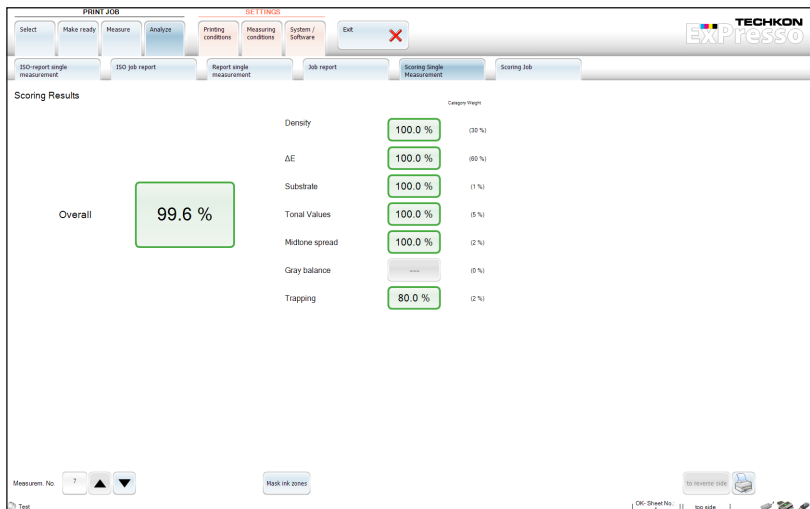 PRINT JOB
SETTINGS
Select
Make ready
Measure
Analyze
Printing
conditions
Measuring
conditions
System /
Software
Exit
TECHKON
ExPresso
ISO-report single
measurement
ISO job report
Report single
measurement
Job report
Scoring Single
Measurement
Scoring Job
Scoring Results
Category Weight
Density 100.0 % (30 %)
ΔE 100.0 % (60 %)
Substrate 100.0 % (1 %)
Overall 99.6 %
Tonal Values 100.0 % (5 %)
Midtone spread 100.0 % (2 %)
Gray balance --- (0 %)
Trapping 80.0 % (2 %)
Measurem. No. 7
Mask ink zones
to reverse side
Test
OK- Sheet No.:
top side